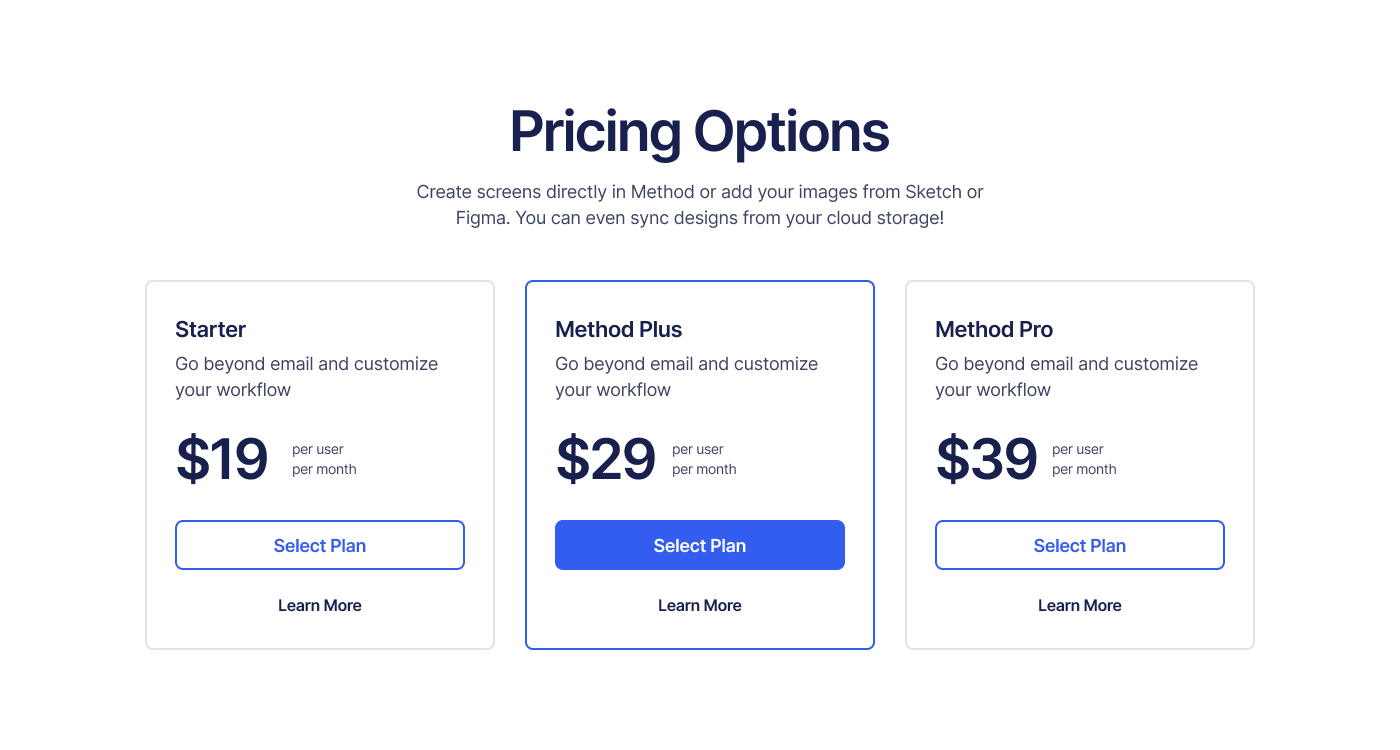 Pricing Options
Create screens directly in Method or add your images from Sketch or
Figma. You can even sync designs from your cloud storage!
Starter
Go beyond email and customize
your workflow
$19
per user
per month
Select Plan
Learn More
Method Plus
Go beyond email and customize
your workflow
$29
per user
per month
Select Plan
Learn More
Method Pro
Go beyond email and customize
your workflow
$39
per user
per month
Select Plan
Learn More